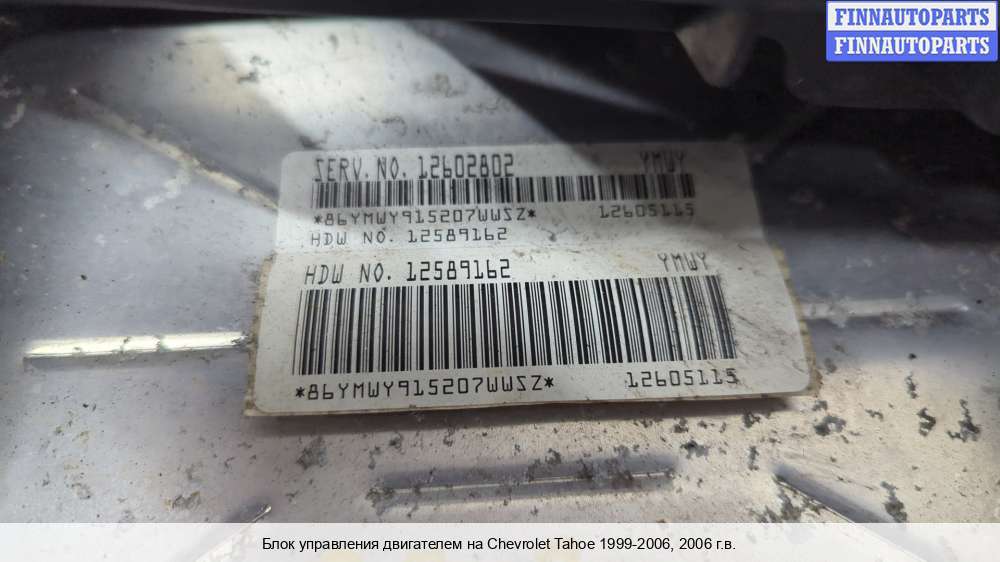 FINNAUTOPARTS
FINNAUTOPARTS
SERV. NO. 12602802 YMWY
*86YMWY915207WWSZ* 12605115
HDW NO. 12589162
HDW NO. 12589162 YMWY
*86YMWY915207WWSZ* 12605115
Блок управления двигателем на Chevrolet Tahoe 1999-2006, 2006 г.в.